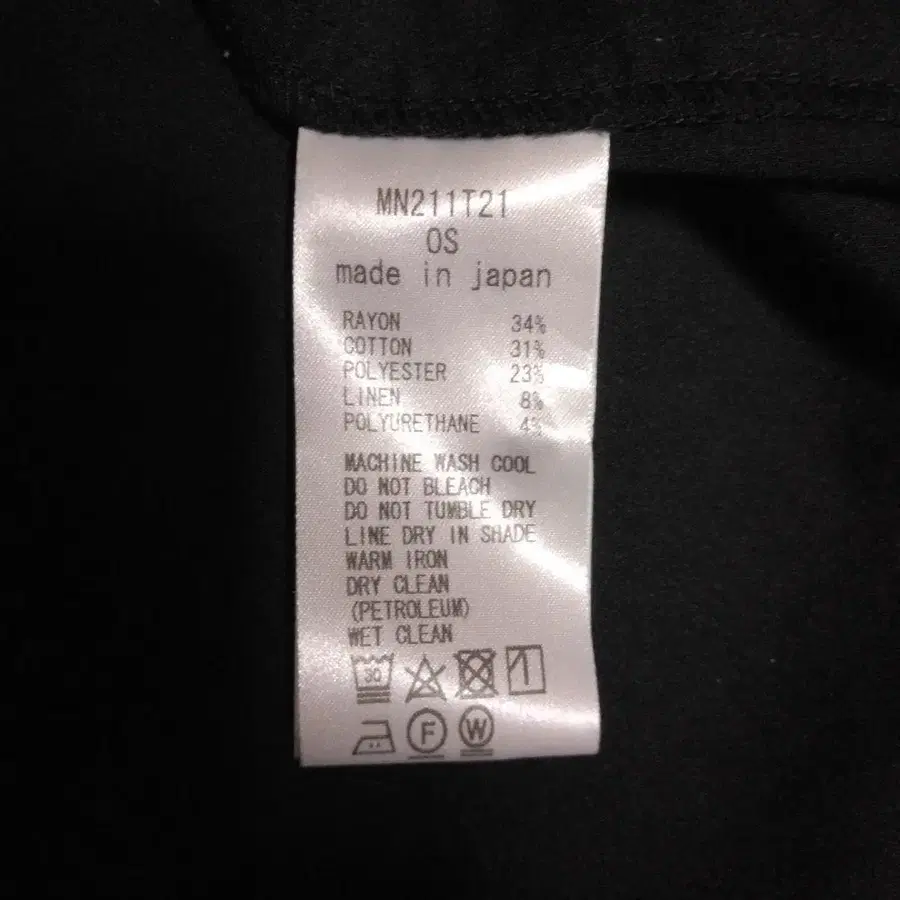 MN211T21
OS
made in japan
RAYON 34%
COTTON 31%
POLYESTER 23%
LINEN 8%
POLYURETHANE 4%
MACHINE WASH COOL
DO NOT BLEACH
DO NOT TUMBLE DRY
LINE DRY IN SHADE
WARM IRON
DRY CLEAN
(PETROLEUM)
WET CLEAN
30
F W